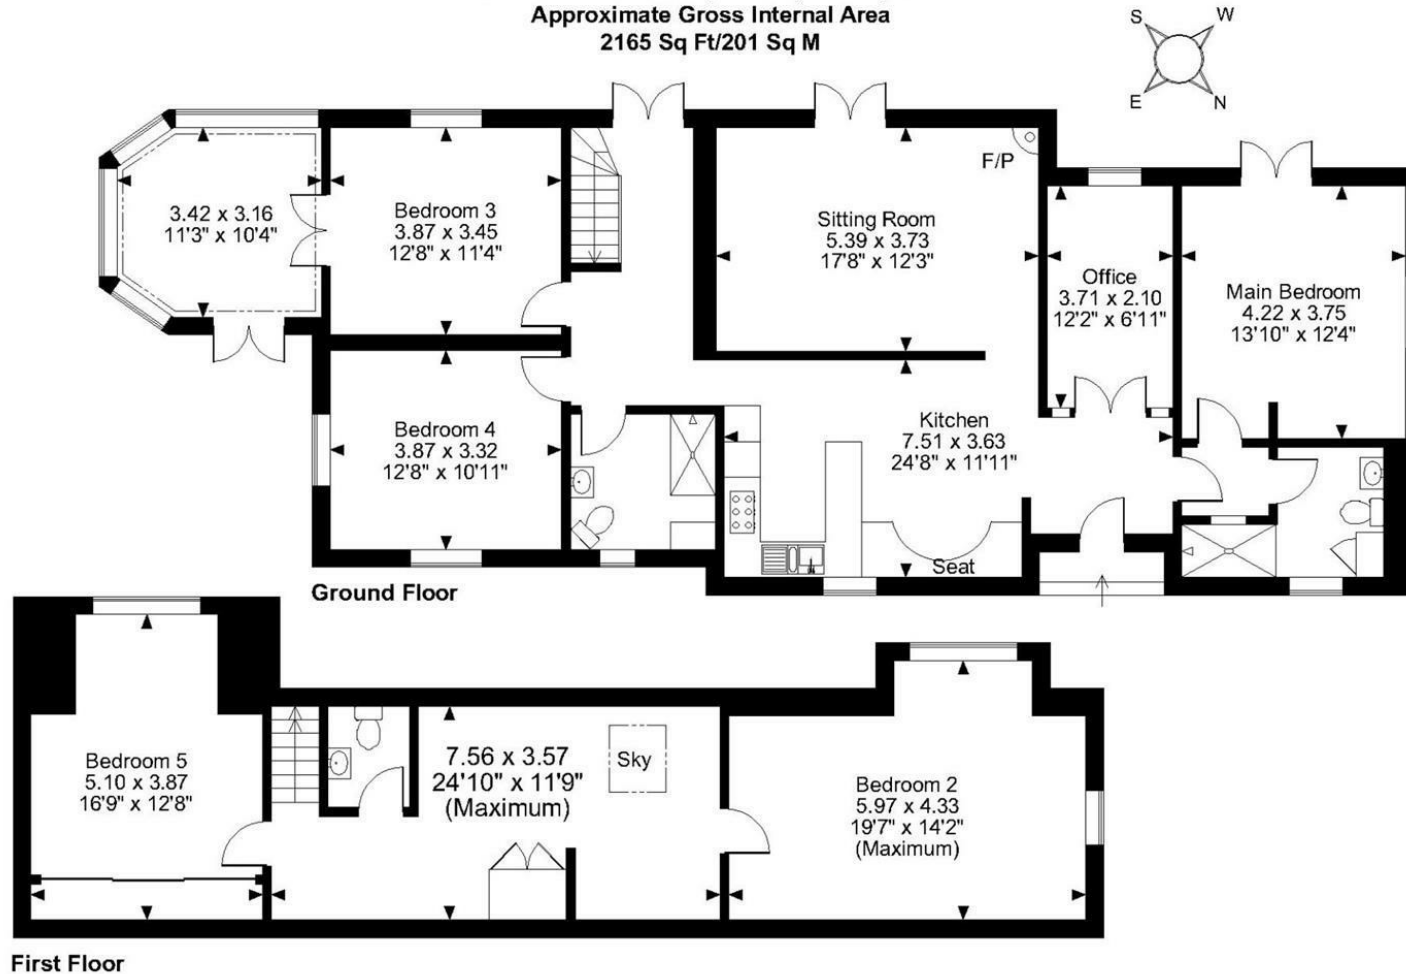 Approximate Gross Internal Area
2165 Sq Ft/201 Sq M
S
W
E
N
3.42 x 3.16
11'3" x 10'4"
Bedroom 3
3.87 x 3.45
12'8" x 11'4"
Sitting Room
5.39 x 3.73
17'8" x 12'3"
F/P
Office
3.71 x 2.10
12'2" x 6'11"
Main Bedroom
4.22 x 3.75
13'10" x 12'4"
Bedroom 4
3.87 x 3.32
12'8" x 10'11"
Kitchen
7.51 x 3.63
24'8" x 11'11"
Seat
Ground Floor
Bedroom 5
5.10 x 3.87
16'9" x 12'8"
7.56 x 3.57
24'10" x 11'9"
(Maximum)
Sky
Bedroom 2
5.97 x 4.33
19'7" x 14'2"
(Maximum)
First Floor